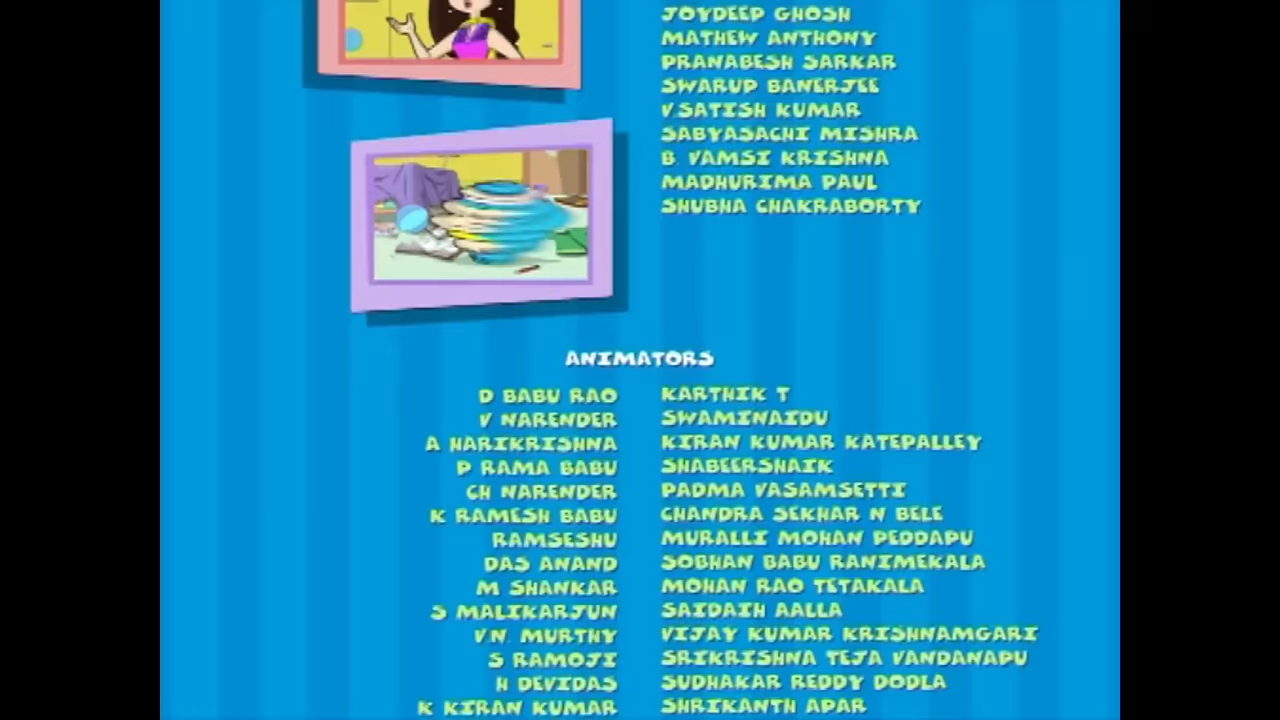 JOYDEEP GHOSH
MATHEW ANTHONY
PRANABESH SARKAR
SWARUP BANERJEE
V.SATISH KUMAR
SABYASACHI MISHRA
B. VAMSI KRISHNA
MADHURIMA PAUL
SHUBHA CHAKRABORTY
ANIMATORS
D BABU RAO KARTHIK T
V NARENDER SWAMINAIDU
A HARIKRISHNA KIRAN KUMAR KATEPALLEY
P RAMA BABU SHABEERSHAIK
CH NARENDER PADMA VASAMSETTI
K RAMESH BABU CHANDRA SEKHAR N BELE
RAMSESHU MURALLI MOHAN PEDDAPU
DAS ANAND SOBHAN BABU RANIMEKALA
M SHANKAR MOHAN RAO TETAKALA
S MALIKARJUN SAIDAIH AALLA
V.N. MURTHY VIJAY KUMAR KRISHNAMGARI
S RAMOJI SRIKRISHNA TEJA VANDANAPU
H DEVIDAS SUDHAKAR REDDY DODLA
K KIRAN KUMAR SHRIKANTH APAR